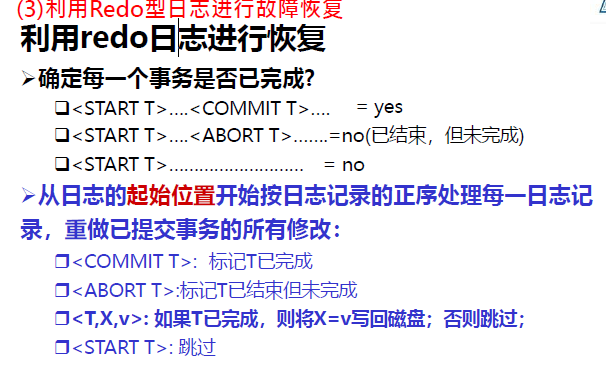 (3)利用Redo型日志进行故障恢复
利用redo日志进行恢复
➢确定每一个事务是否已完成?
❑<START T>....<COMMIT T>.... = yes
❑<START T>....<ABORT T>.......=no(已结束，但未完成)
❑<START T>........................... = no
➢从日志的起始位置开始按日志记录的正序处理每一日志记
录，重做已提交事务的所有修改：
❑<COMMIT T>：标记T已完成
❑<ABORT T>:标记T已结束但未完成
❑<T,X,v>: 如果T已完成，则将X=v写回磁盘；否则跳过；
❑<START T>: 跳过